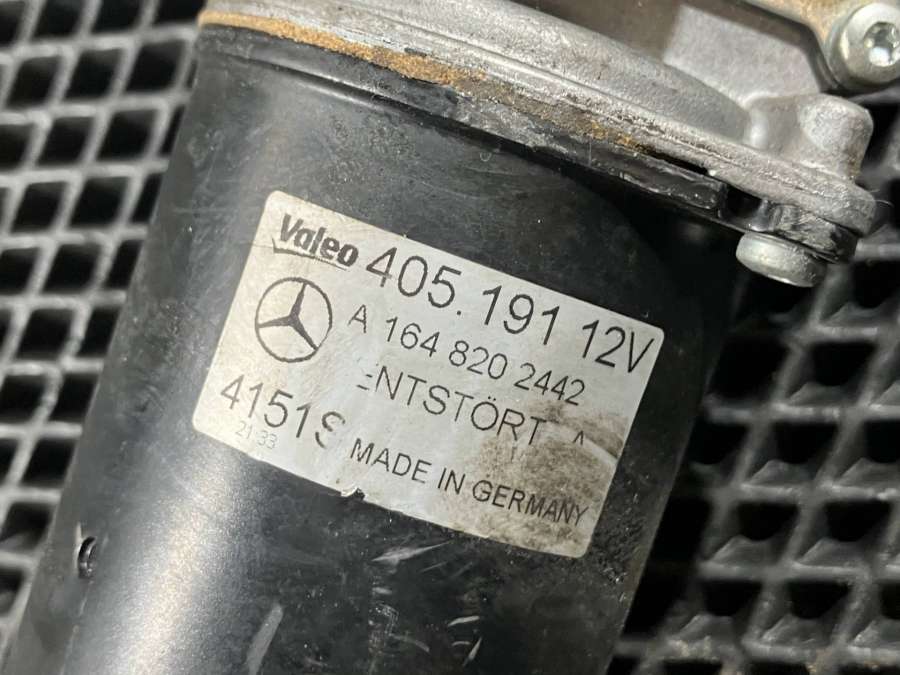 Valeo 405.191 12V
A 164 820 2442
ENTSTÖRT
4151S
21:33
MADE IN GERMANY